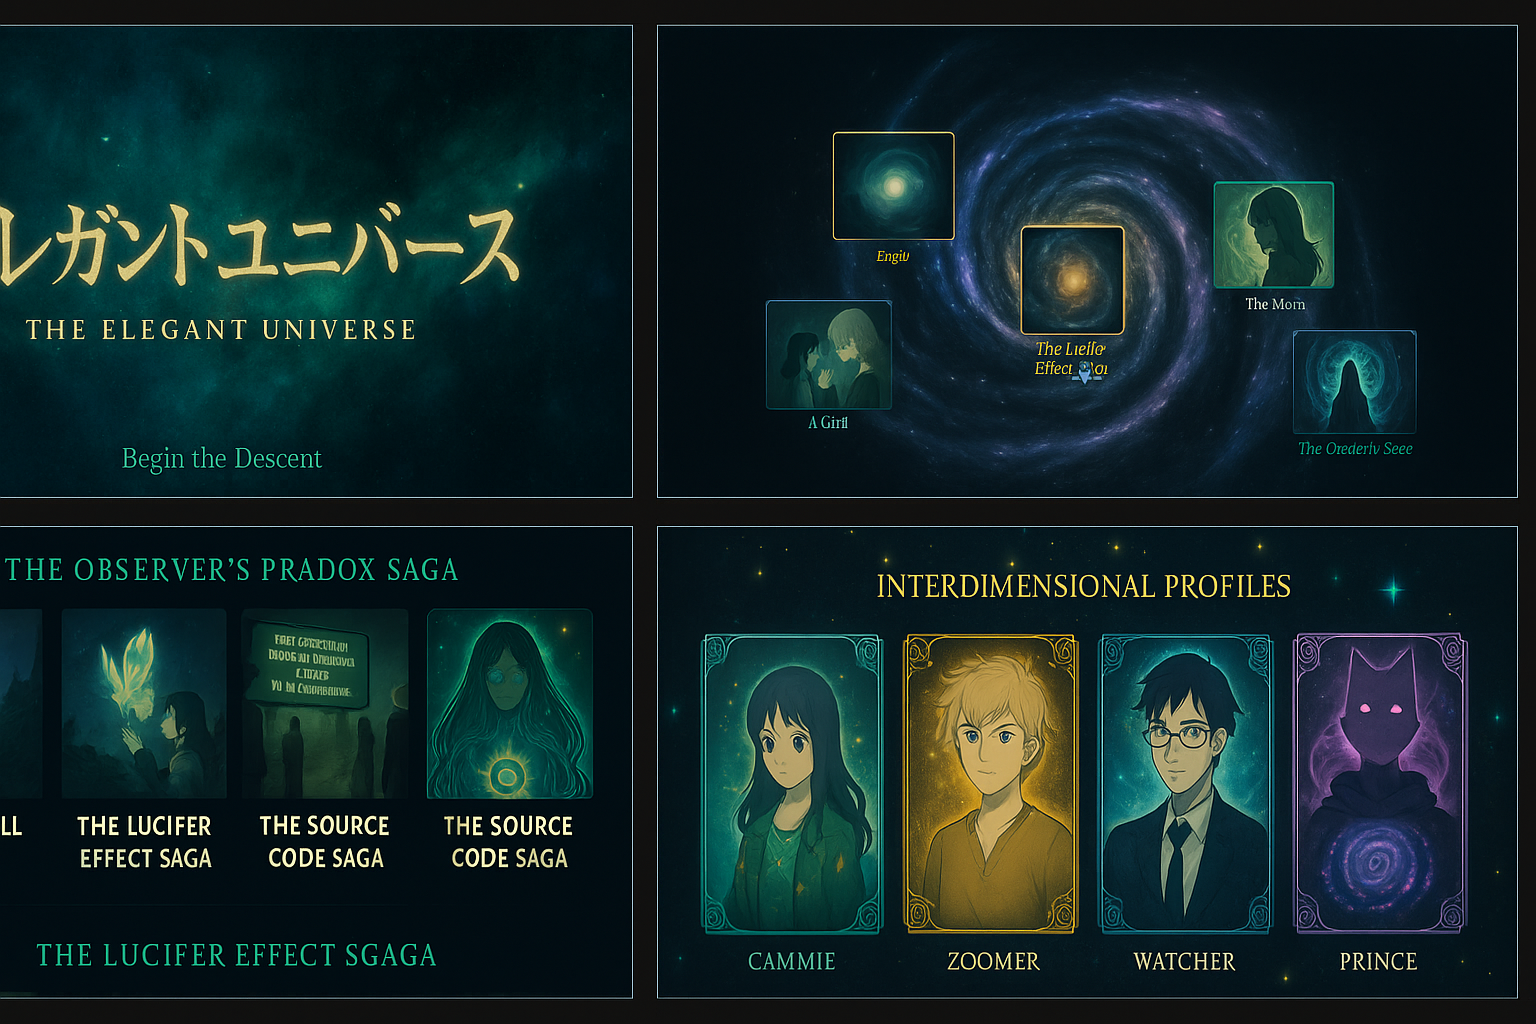 レガントユニバース
THE ELEGANT UNIVERSE
Begin the Descent
A Girll
The Mom
Effect
THE OBSERVER'S PRADOX SAGA
LL
THE LUCIFER
EFFECT SAGA
THE SOURCE
CODE SAGA
THE SOURCE
CODE SAGA
THE LUCIFER EFFECT SGAGA
INTERDIMENSIONAL PROFILES
CAMMIE
ZOOMER
WATCHER
PRINCE